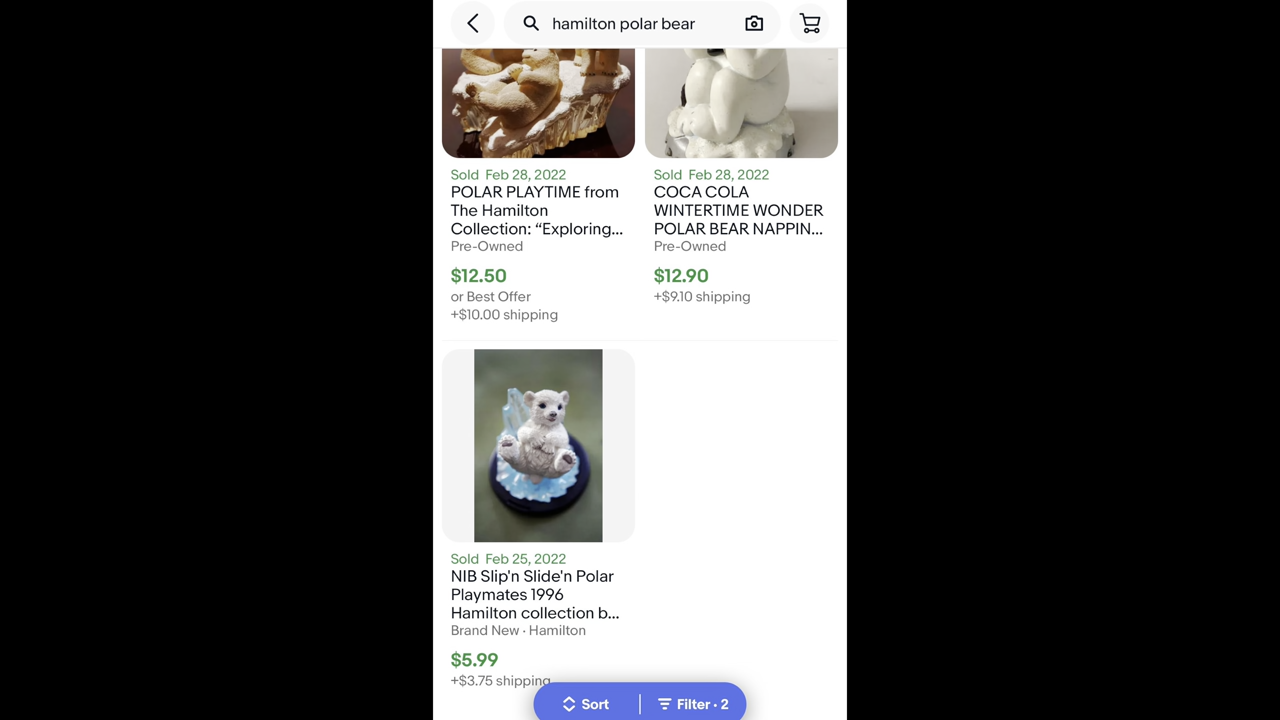 hamilton polar bear
Sold Feb 28, 2022
POLAR PLAYTIME from
The Hamilton
Collection: “Exploring...
Pre-Owned
$12.50
or Best Offer
+$10.00 shipping
Sold Feb 28, 2022
COCA COLA
WINTERTIME WONDER
POLAR BEAR NAPPIN...
Pre-Owned
$12.90
+$9.10 shipping
Sold Feb 25, 2022
NIB Slip'n Slide'n Polar
Playmates 1996
Hamilton collection b...
Brand New · Hamilton
$5.99
+$3.75 shipping
Sort
Filter · 2